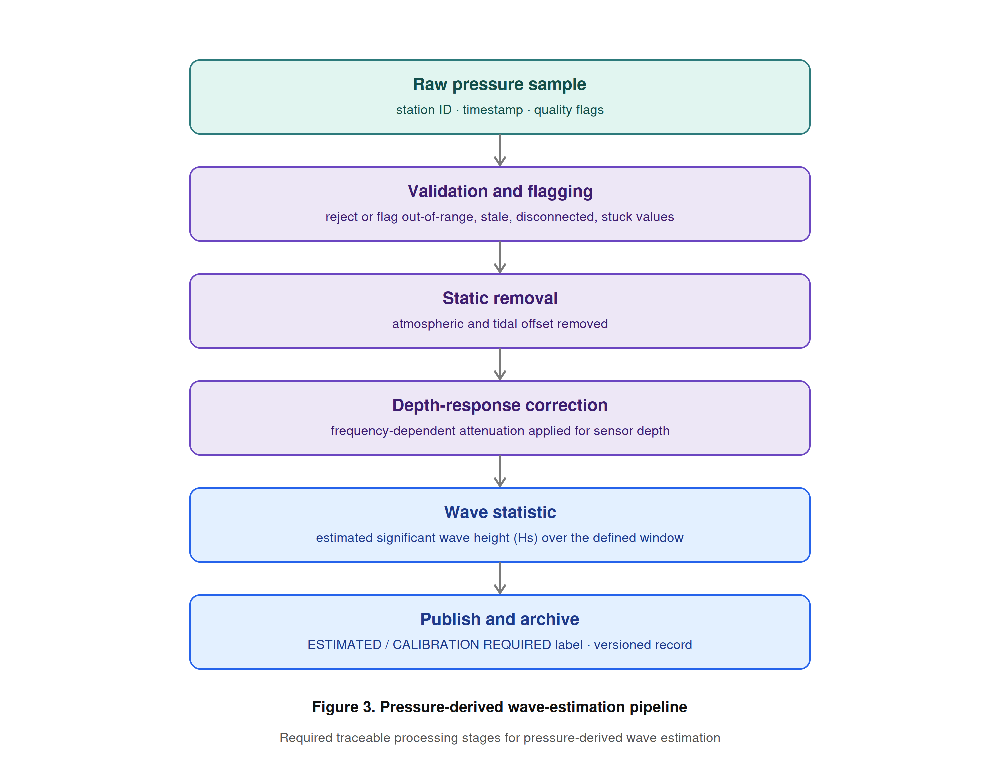 Raw pressure sample
station ID · timestamp · quality flags
Validation and flagging
reject or flag out-of-range, stale, disconnected, stuck values
Static removal
atmospheric and tidal offset removed
Depth-response correction
frequency-dependent attenuation applied for sensor depth
Wave statistic
estimated significant wave height (Hs) over the defined window
Publish and archive
ESTIMATED / CALIBRATION REQUIRED label · versioned record
Figure 3. Pressure-derived wave-estimation pipeline
Required traceable processing stages for pressure-derived wave estimation